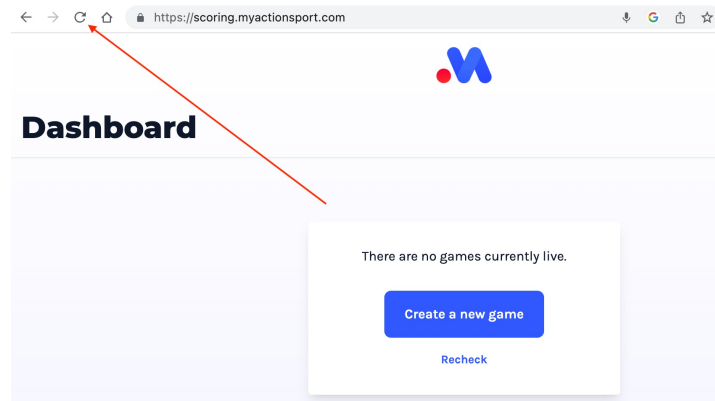 https://scoring.myactionsport.com
Dashboard
There are no games currently live.
Create a new game
Recheck